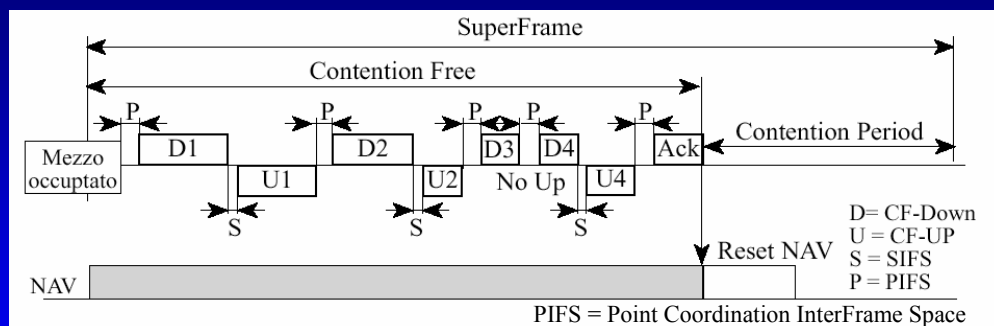 SuperFrame
Contention Free
P P P P P
D1 D2 D3 D4 Ack
Contention Period
Mezzo
occuptato
U1 U2 No Up U4
S S S
D= CF-Down
U = CF-UP
S = SIFS
P = PIFS
Reset NAV
NAV
PIFS = Point Coordination InterFrame Space